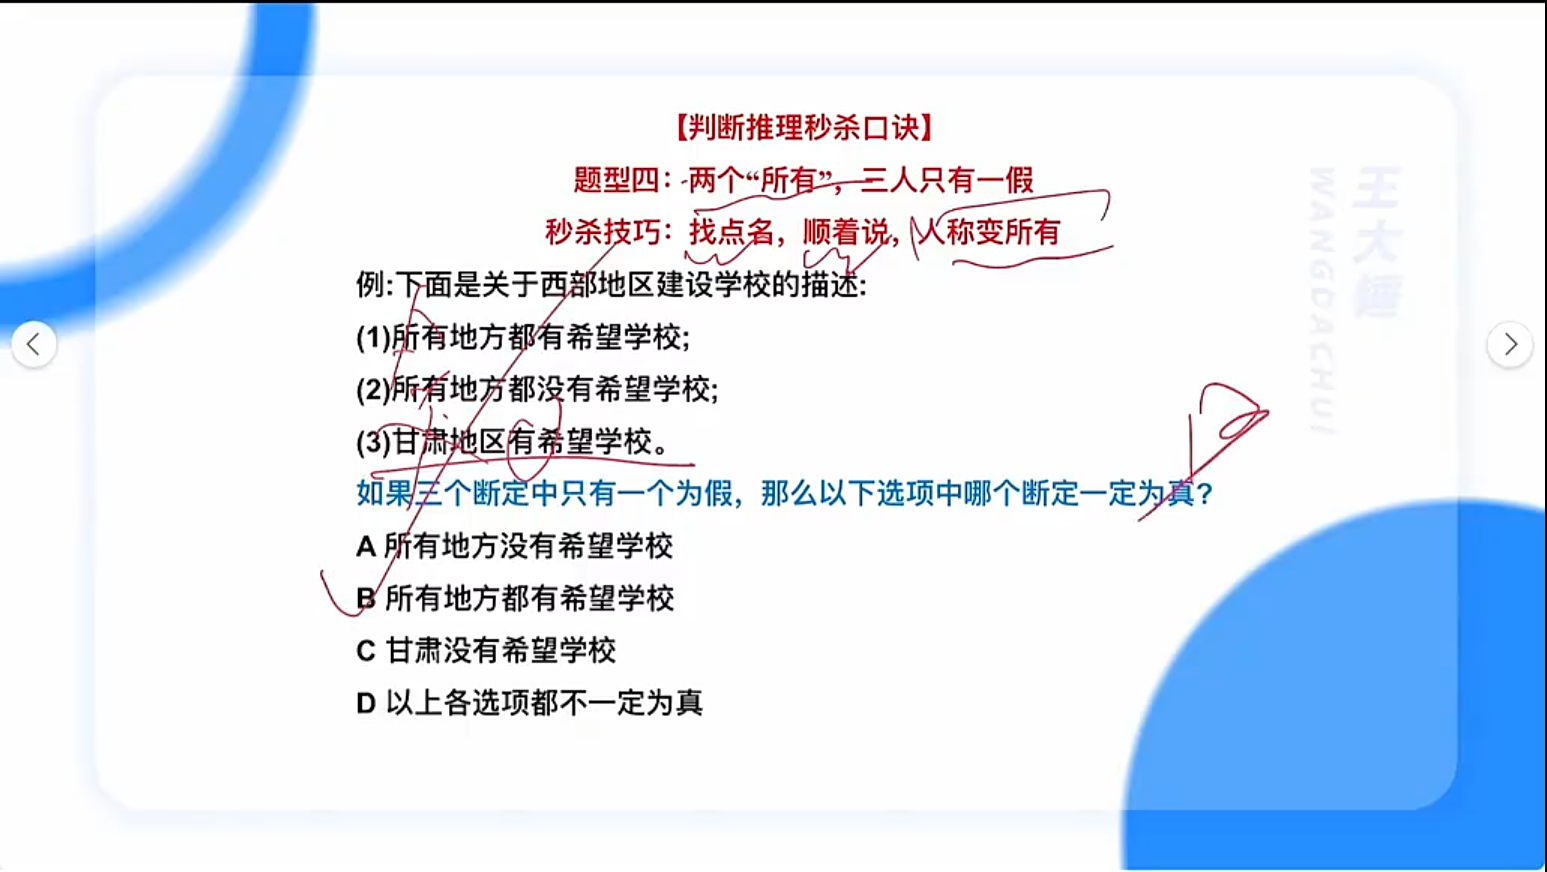 【判断推理秒杀口诀】
题型四：两个“所有”，三人只有一假
秒杀技巧：找点名，顺着说，人称变所有
例:下面是关于西部地区建设学校的描述:
(1)所有地方都有希望学校;
(2)所有地方都没有希望学校;
(3)甘肃地区有希望学校。
如果三个断定中只有一个为假，那么以下选项中哪个断定一定为真?
A 所有地方没有希望学校
B 所有地方都有希望学校
C 甘肃没有希望学校
D 以上各选项都不一定为真
WANGDACHUI